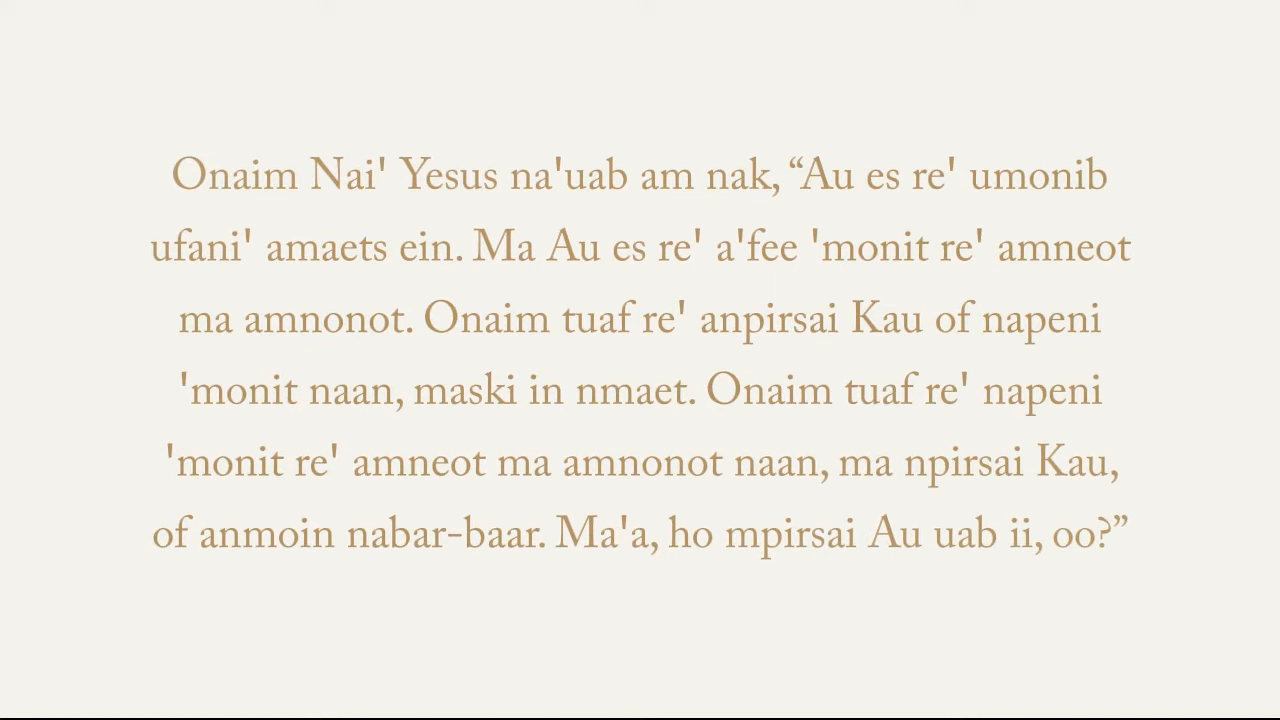 Onaim Nai' Yesus na'uab am nak, “Au es re' umonib
ufani' amaets ein. Ma Au es re' a'fee 'monit re' amneot
ma amnonot. Onaim tuaf re' anpirsai Kau of napeni
'monit naan, maski in nmaet. Onaim tuaf re' napeni
'monit re' amneot ma amnonot naan, ma npirsai Kau,
of anmoin nabar-baar. Ma'a, ho mpirsai Au uab ii, oo?”